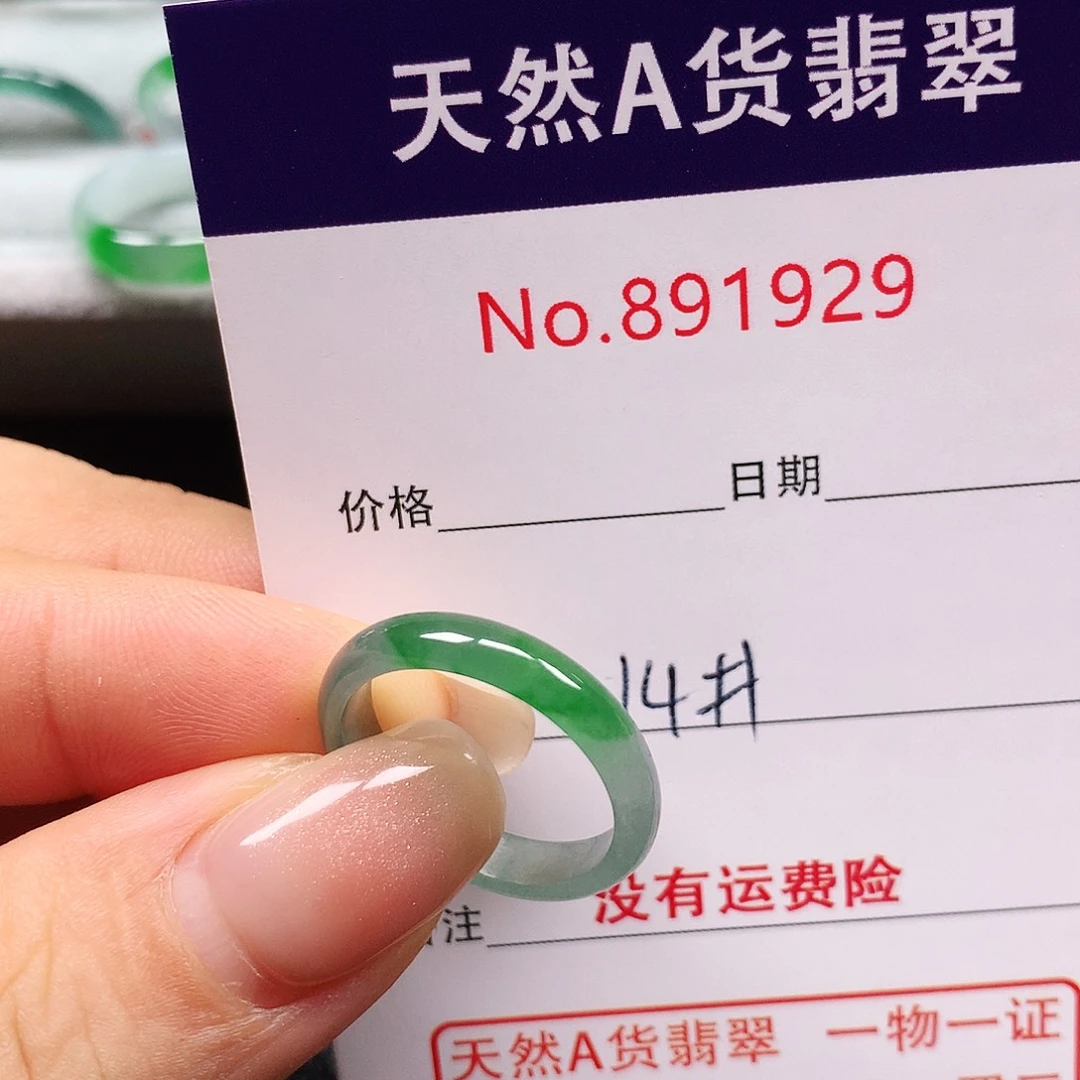 天然A货翡翠
No.891929
价格 日期
14#
注 没有运费险
天然A货翡翠 一物一证